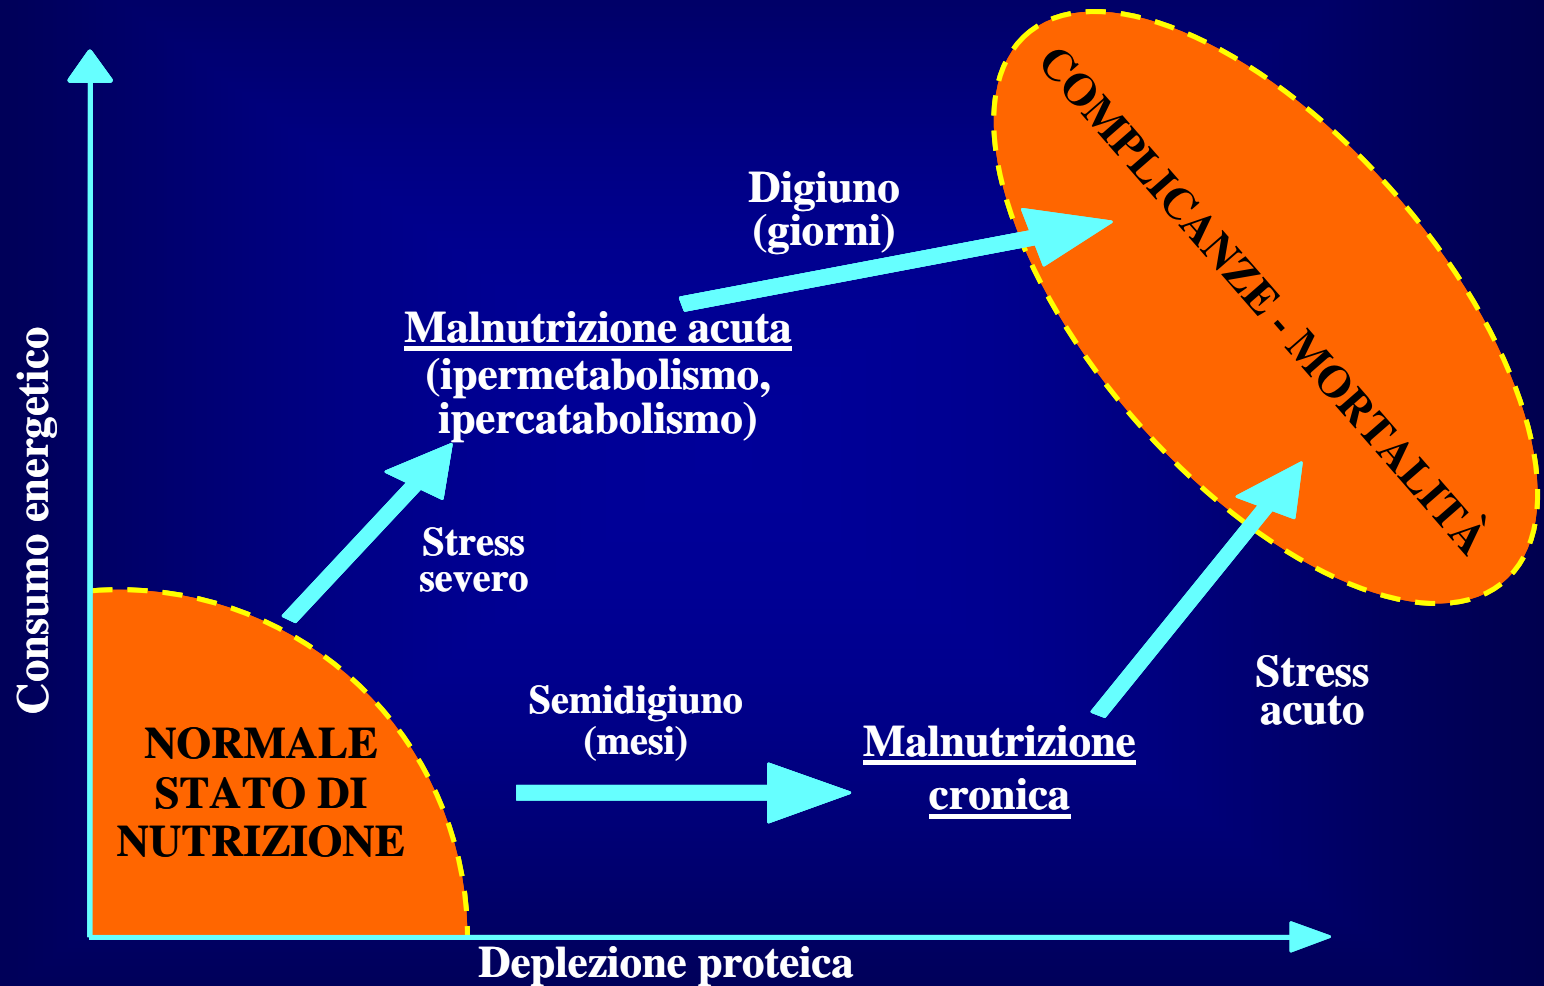 COMPLICANZE - MORTALITÀ
Digiuno
(giorni)
Malnutrizione acuta
(ipermetabolismo,
ipercatabolismo)
Consumo energetico
Stress
severo
Stress
acuto
Semidigiuno
(mesi)
Malnutrizione
cronica
NORMALE
STATO DI
NUTRIZIONE
Deplezione proteica